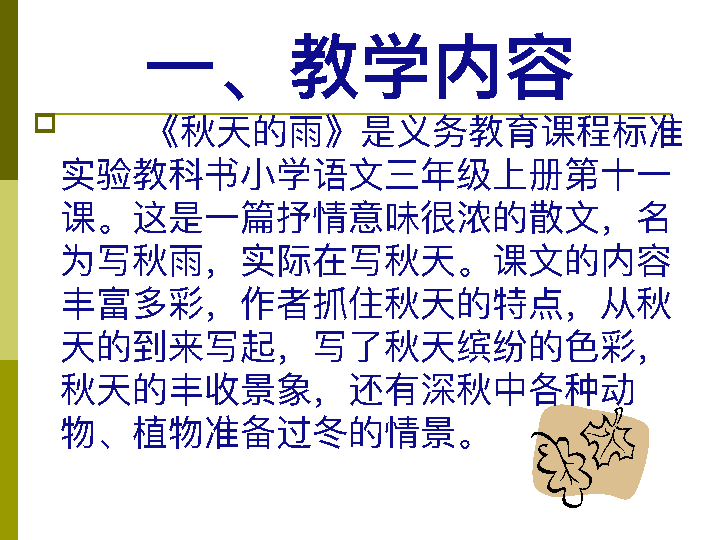 一、教学内容
《秋天的雨》是义务教育课程标准
实验教科书小学语文三年级上册第十一
课。这是一篇抒情意味很浓的散文，名
为写秋雨，实际在写秋天。课文的内容
丰富多彩，作者抓住秋天的特点，从秋
天的到来写起，写了秋天缤纷的色彩，
秋天的丰收景象，还有深秋中各种动
物、植物准备过冬的情景。